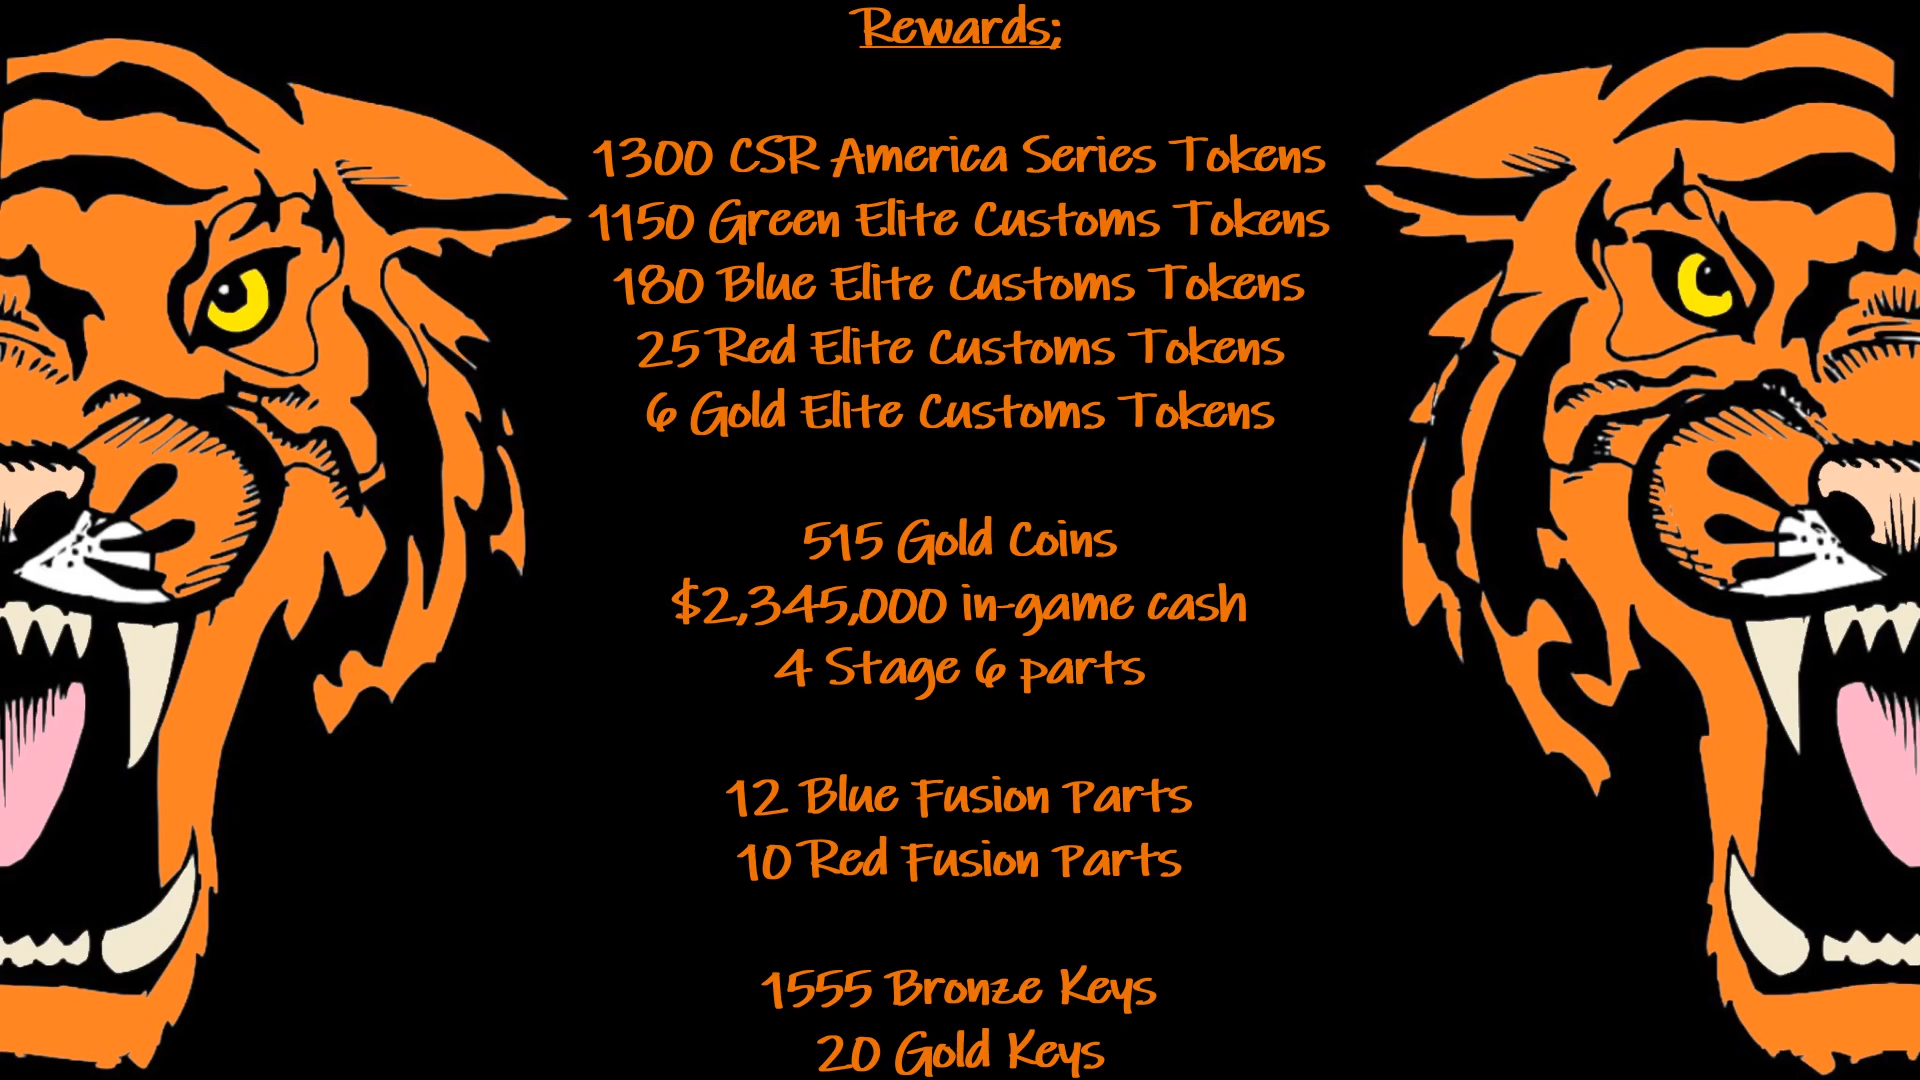 Rewards;
1300 CSR America Series Tokens
1150 Green Elite Customs Tokens
180 Blue Elite Customs Tokens
25 Red Elite Customs Tokens
6 Gold Elite Customs Tokens
515 Gold Coins
$2,345,000 in-game cash
4 Stage 6 parts
12 Blue Fusion Parts
10 Red Fusion Parts
1555 Bronze Keys
20 Gold Keys